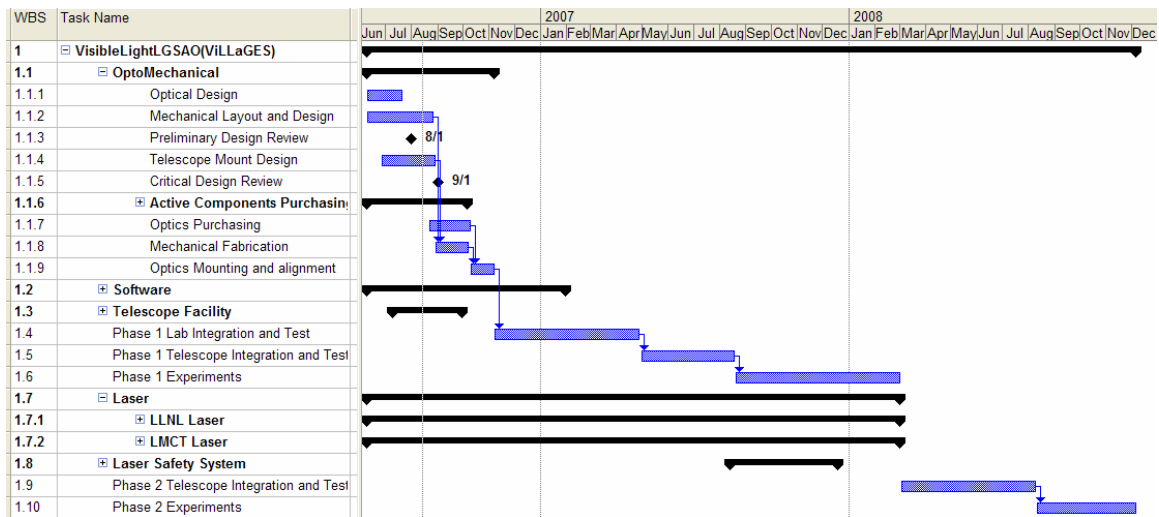 WBS Task Name 2007 2008
Jun Jul Aug Sep Oct Nov Dec Jan Feb Mar Apr May Jun Jul Aug Sep Oct Nov Dec Jan Feb Mar Apr May Jun Jul Aug Sep Oct Nov Dec
1 VisibleLightLGSAO(ViLLaGES)
1.1 OptoMechanical
1.1.1 Optical Design
1.1.2 Mechanical Layout and Design
1.1.3 Preliminary Design Review 8/1
1.1.4 Telescope Mount Design
1.1.5 Critical Design Review 9/1
1.1.6 Active Components Purchasing
1.1.7 Optics Purchasing
1.1.8 Mechanical Fabrication
1.1.9 Optics Mounting and alignment
1.2 Software
1.3 Telescope Facility
1.4 Phase 1 Lab Integration and Test
1.5 Phase 1 Telescope Integration and Test
1.6 Phase 1 Experiments
1.7 Laser
1.7.1 LLNL Laser
1.7.2 LMCT Laser
1.8 Laser Safety System
1.9 Phase 2 Telescope Integration and Test
1.10 Phase 2 Experiments